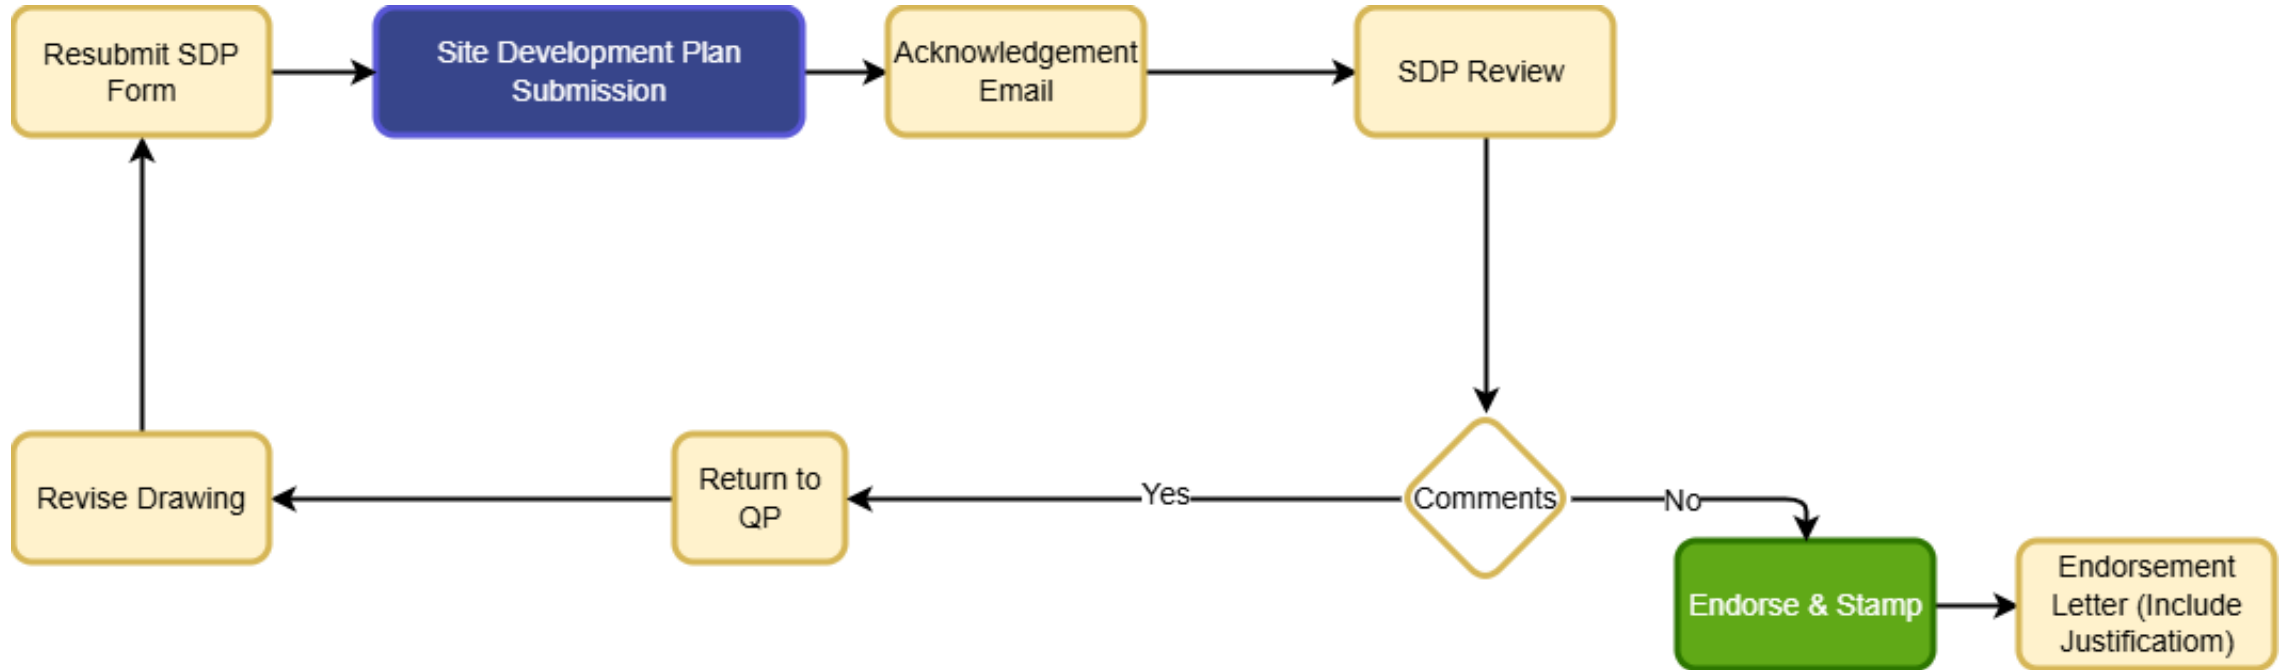 Resubmit SDP
Form
Site Development Plan
Submission
Acknowledgement
Email
SDP Review
Revise Drawing
Return to
QP
Yes
Comments
No
Endorse & Stamp
Endorsement
Letter (Include
Justificatiom)